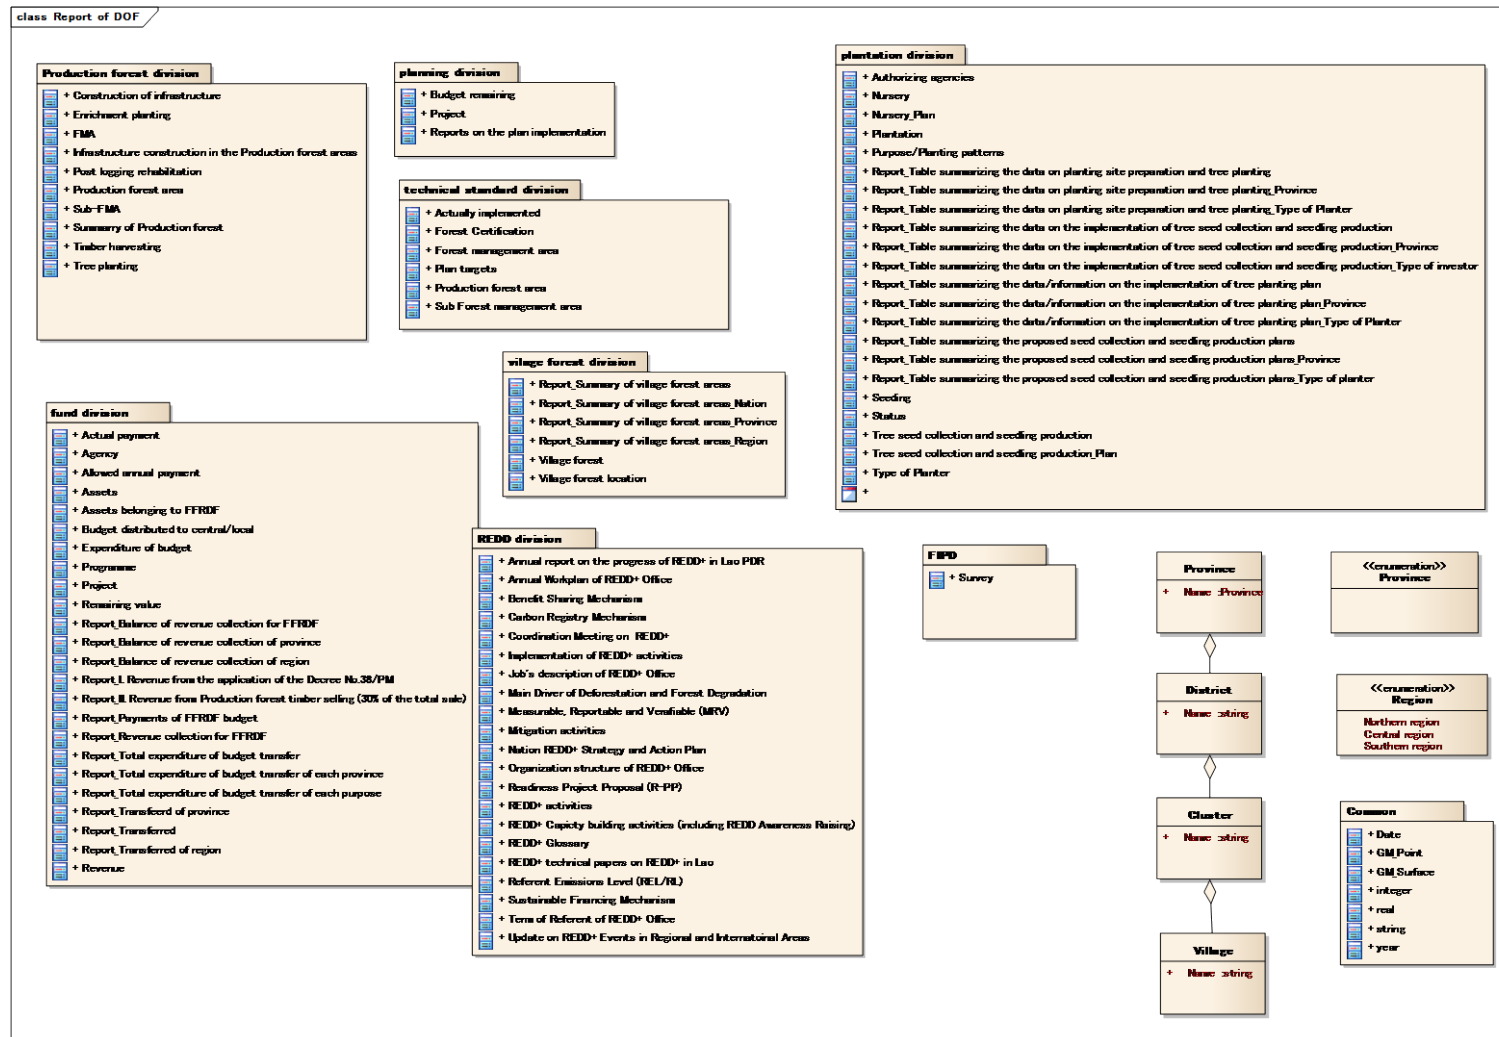 class Report of DOF
Production forest division
+ Construction of infrastructure
+ Enrichment planting
+ FMA
+ Infrastructure construction in the Production forest areas
+ Post logging rehabilitation
+ Production forest area
+ Sub-FMA
+ Summary of Production forest
+ Timber harvesting
+ Tree planting
planning division
+ Budget remaining
+ Project
+ Reports on the plan implementation
technical standard division
+ Actually implemented
+ Forest Certification
+ Forest management area
+ Plan targets
+ Production forest area
+ Sub Forest management area
plantation division
+ Authorizing agencies
+ Nursery
+ Nursery_Plan
+ Plantation
+ Purpose/Planting patterns
+ Report_Table summarizing the data on planting site preparation and tree planting
+ Report_Table summarizing the data on planting site preparation and tree planting_Province
+ Report_Table summarizing the data on planting site preparation and tree planting_Type of Planter
+ Report_Table summarizing the data on the implementation of tree seed collection and seedling production
+ Report_Table summarizing the data on the implementation of tree seed collection and seedling production_Province
+ Report_Table summarizing the data on the implementation of tree seed collection and seedling production_Type of investor
+ Report_Table summarizing the data/information on the implementation of tree planting plan
+ Report_Table summarizing the data/information on the implementation of tree planting plan_Province
+ Report_Table summarizing the data/information on the implementation of tree planting plan_Type of Planter
+ Report_Table summarizing the proposed seed collection and seedling production plans
+ Report_Table summarizing the proposed seed collection and seedling production plans_Province
+ Report_Table summarizing the proposed seed collection and seedling production plans_Type of planter
+ Seeding
+ Status
+ Tree seed collection and seedling production
+ Tree seed collection and seedling production_Plan
+ Type of Planter
+
vilage forest division
+ Report_Summary of village forest areas
+ Report_Summary of village forest areas_Nation
+ Report_Summary of village forest areas_Province
+ Report_Summary of village forest areas_Region
+ Village forest
+ Village forest location
fund division
+ Actual payment
+ Agency
+ Allowed annual payment
+ Assets
+ Assets belonging to FFRDF
+ Budget distributed to central/local
+ Expenditure of budget
+ Programme
+ Project
+ Remaining value
+ Report_Balance of revenue collection for FFRDF
+ Report_Balance of revenue collection of province
+ Report_Balance of revenue collection of region
+ Report_I. Revenue from the application of the Decree No.38/PM
+ Report_II. Revenue from Production forest timber selling (30% of the total sale)
+ Report_Payments of FFRDF budget
+ Report_Revenue collection for FFRDF
+ Report_Total expenditure of budget transfer
+ Report_Total expenditure of budget transfer of each province
+ Report_Total expenditure of budget transfer of each purpose
+ Report_Transfeerd of province
+ Report_Transferred
+ Report_Transferred of region
+ Revenue
REDD division
+ Annual report on the progress of REDD+ in Lao PDR
+ Annual Workplan of REDD+ Office
+ Benefit Sharing Mechanism
+ Carbon Registry Mechanism
+ Coordination Meeting on REDD+
+ Implementation of REDD+ activities
+ Job's description of REDD+ Office
+ Main Driver of Deforestation and Forest Degradation
+ Measurable, Reportable and Verafiable (MRV)
+ Mitigation activities
+ Nation REDD+ Strategy and Action Plan
+ Organization structure of REDD+ Office
+ Readiness Project Proposal (R-PP)
+ REDD+ activities
+ REDD+ Capicty building activities (including REDD Awareness Raising)
+ REDD+ Glossary
+ REDD+ technical papers on REDD+ in Lao
+ Referent Emissions Level (REL/RL)
+ Sustainable Financing Mechanism
+ Term of Referent of REDD+ Office
+ Update on REDD+ Events in Regional and Internatoinal Areas
FIPD
+ Survey
Province
+ Name :Province
District
+ Name :string
Cluster
+ Name :string
Village
+ Name :string
<<enumeration>>
Province
<<enumeration>>
Region
Northern region
Central region
Southern region
Common
+ Date
+ GM_Point
+ GM_Surface
+ integer
+ real
+ string
+ year